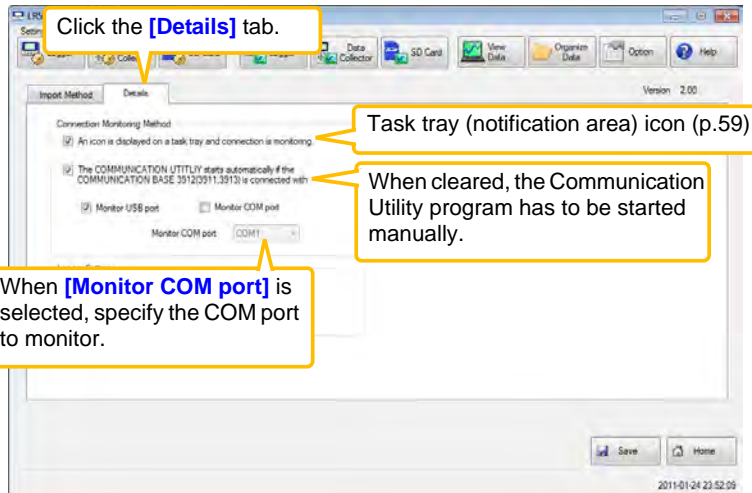 LR5
Click the [Details] tab.
Data
Collector
SD Card
View
Data
Organize
Data
Option
Help
Import Method
Details
Version 2.00
Connection Monitoring Method
An icon is displayed on a task tray and connection is monitoring.
Task tray (notification area) icon (p.59)
The COMMUNICATION UTITLIY starts automatically if the
COMMUNICATION BASE 3912(3911,3913) is connected with
When cleared, the Communication
Utility program has to be started
manually.
Monitor USB port
Monitor COM port
Monitor COM port
COM1
When [Monitor COM port] is
selected, specify the COM port
to monitor.
Save
Home
2011-01-24 23:52:09